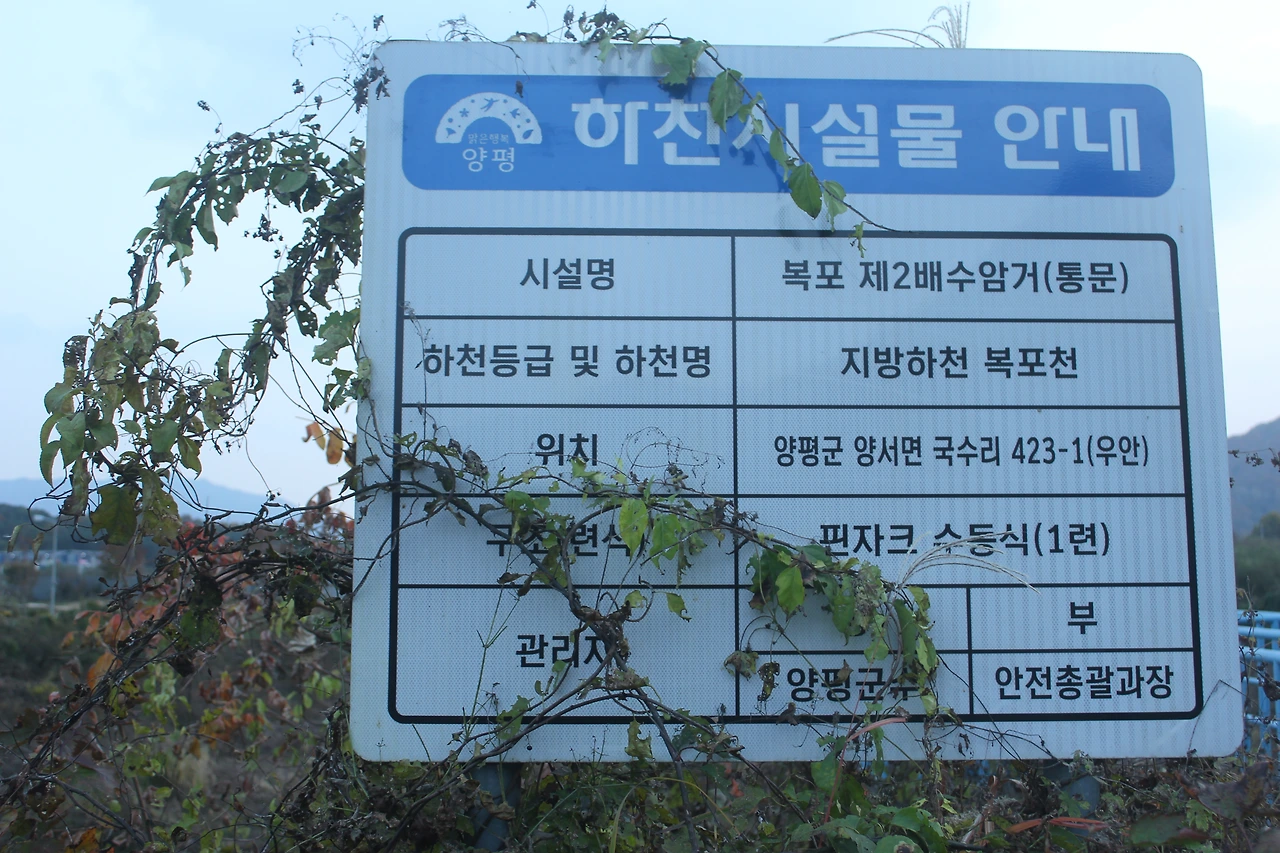 맑은행복
양평
하천시설물 안내
시설명 복포 제2배수암거(통문)
하천등급 및 하천명 지방하천 복포천
위치 양평군 양서면 국수리 423-1(우안)
핀자크 수동식(1련)
관리자 부
양평군수 안전총괄과장